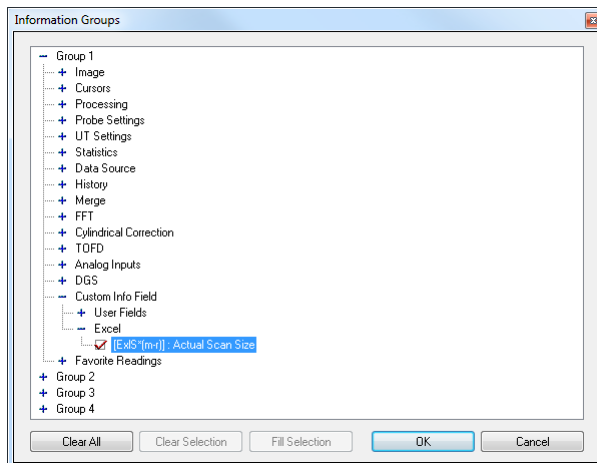 Information Groups
Group 1
Image
Cursors
Processing
Probe Settings
UT Settings
Statistics
Data Source
History
Merge
FFT
Cylindrical Correction
TOFD
Analog Inputs
DGS
Custom Info Field
User Fields
Excel
[ExlS^(m-r)] : Actual Scan Size
Favorite Readings
Group 2
Group 3
Group 4
Clear All Clear Selection Fill Selection OK Cancel